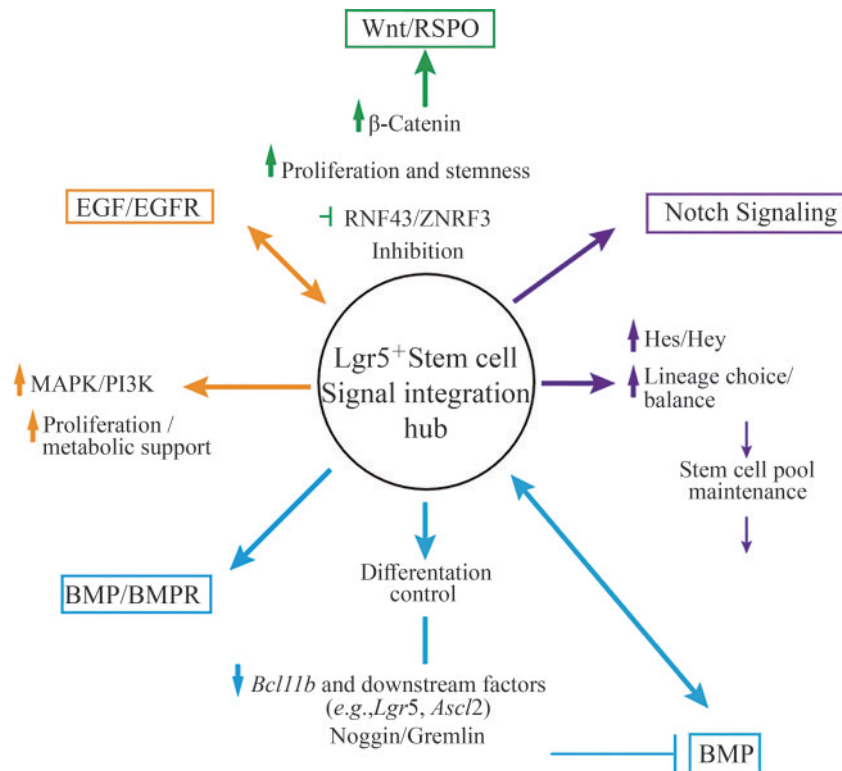 Wnt/RSPO
β-Catenin
Proliferation and stemness
EGF/EGFR
RNF43/ZNRF3
Inhibition
Notch Signaling
Lgr5⁺Stem cell
Signal integration
hub
Hes/Hey
Lineage choice/
balance
MAPK/PI3K
Proliferation /
metabolic support
Stem cell pool
maintenance
BMP/BMPR
Differentation
control
Bcl11b and downstream factors
(e.g.,Lgr5, Ascl2)
Noggin/Gremlin
BMP